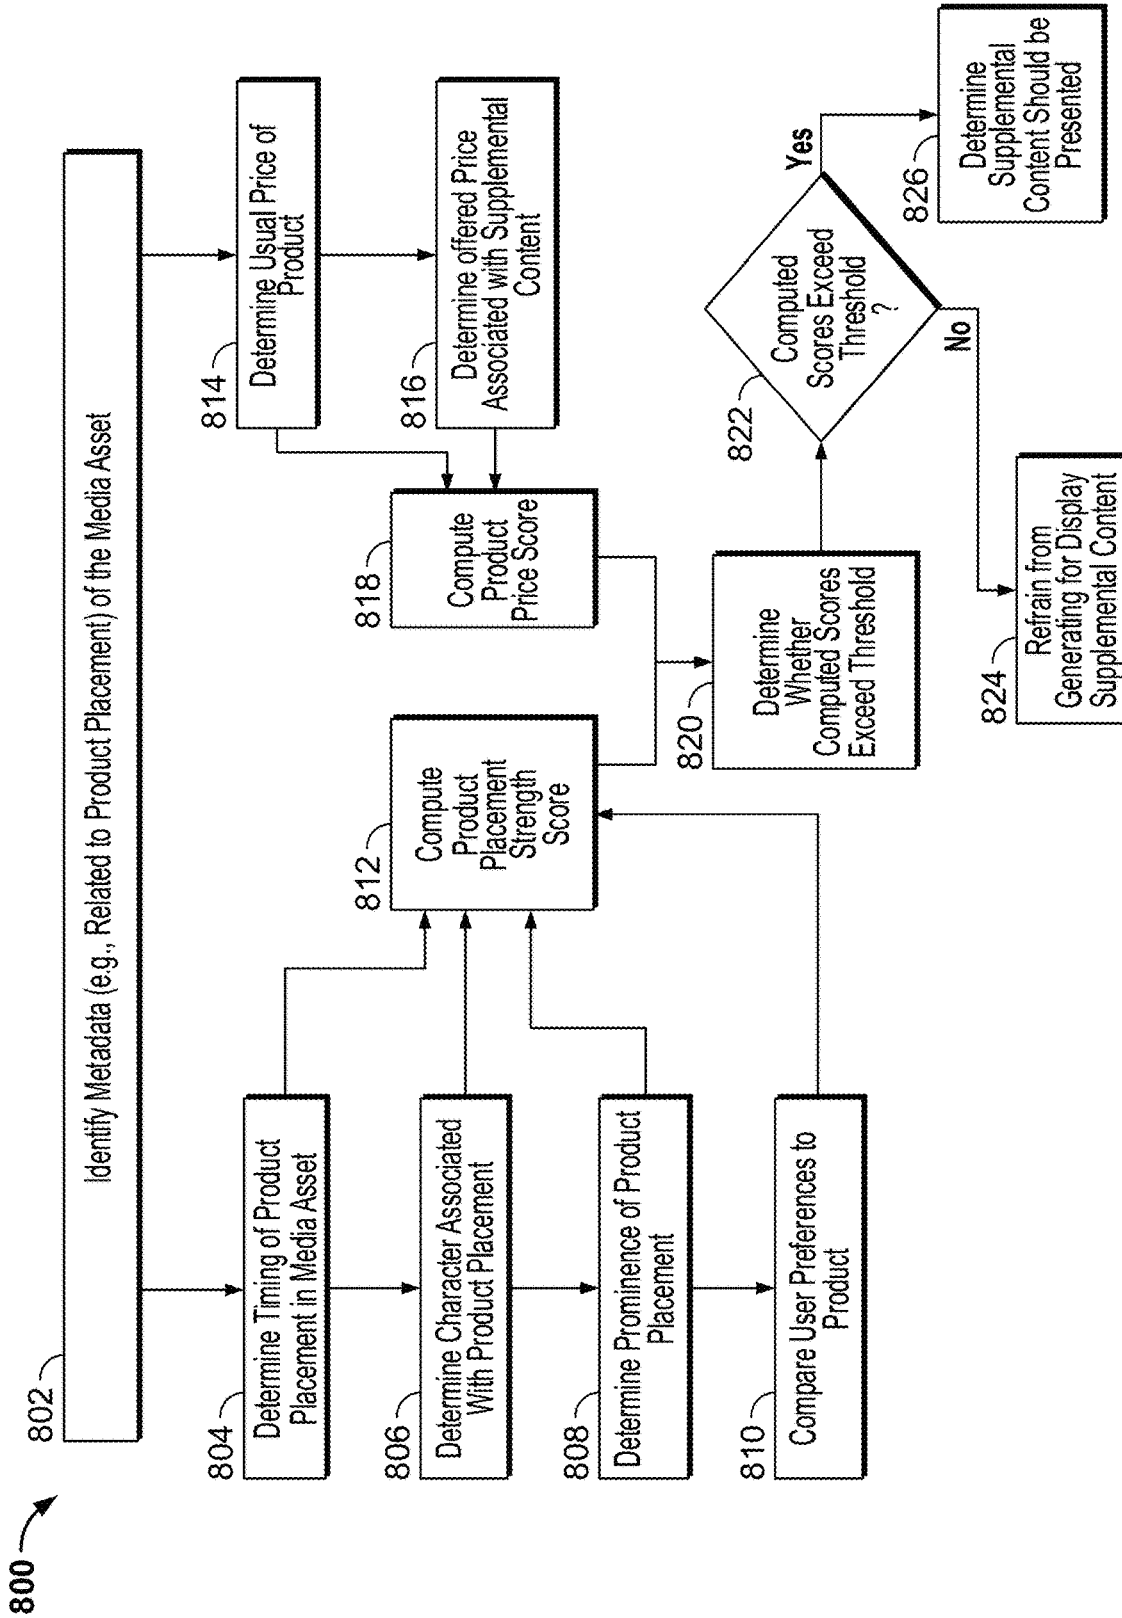 800
802
Identify Metadata (e.g., Related to Product Placement) of the Media Asset
804
Determine Timing of Product
Placement in Media Asset
806
Determine Character Associated
With Product Placement
808
Determine Prominence of Product
Placement
810
Compare User Preferences to
Product
812
Compute
Product
Placement
Strength
Score
814
Determine Usual Price of
Product
816
Determine offered Price
Associated with Supplemental
Content
818
Compute
Product
Price Score
820
Determine
Whether
Computed Scores
Exceed Threshold
822
Computed
Scores Exceed
Threshold
?
No
Yes
824
Refrain from
Generating for Display
Supplemental Content
826
Determine
Supplemental
Content Should be
Presented